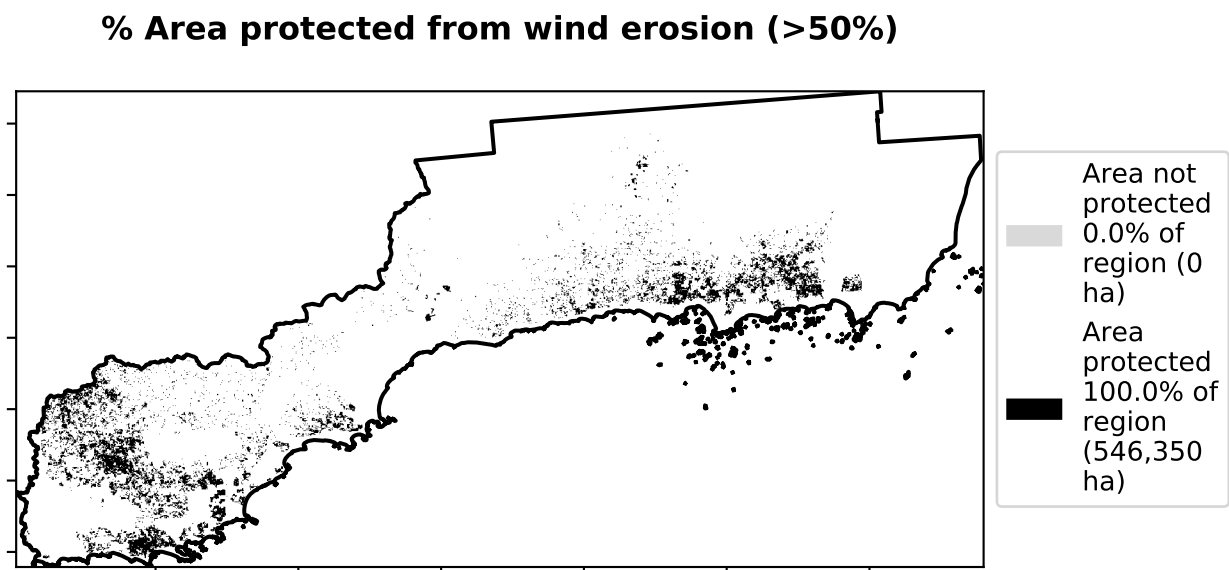 % Area protected from wind erosion (>50%)
Area not
protected
0.0% of
region (0
ha)
Area
protected
100.0% of
region
(546,350
ha)